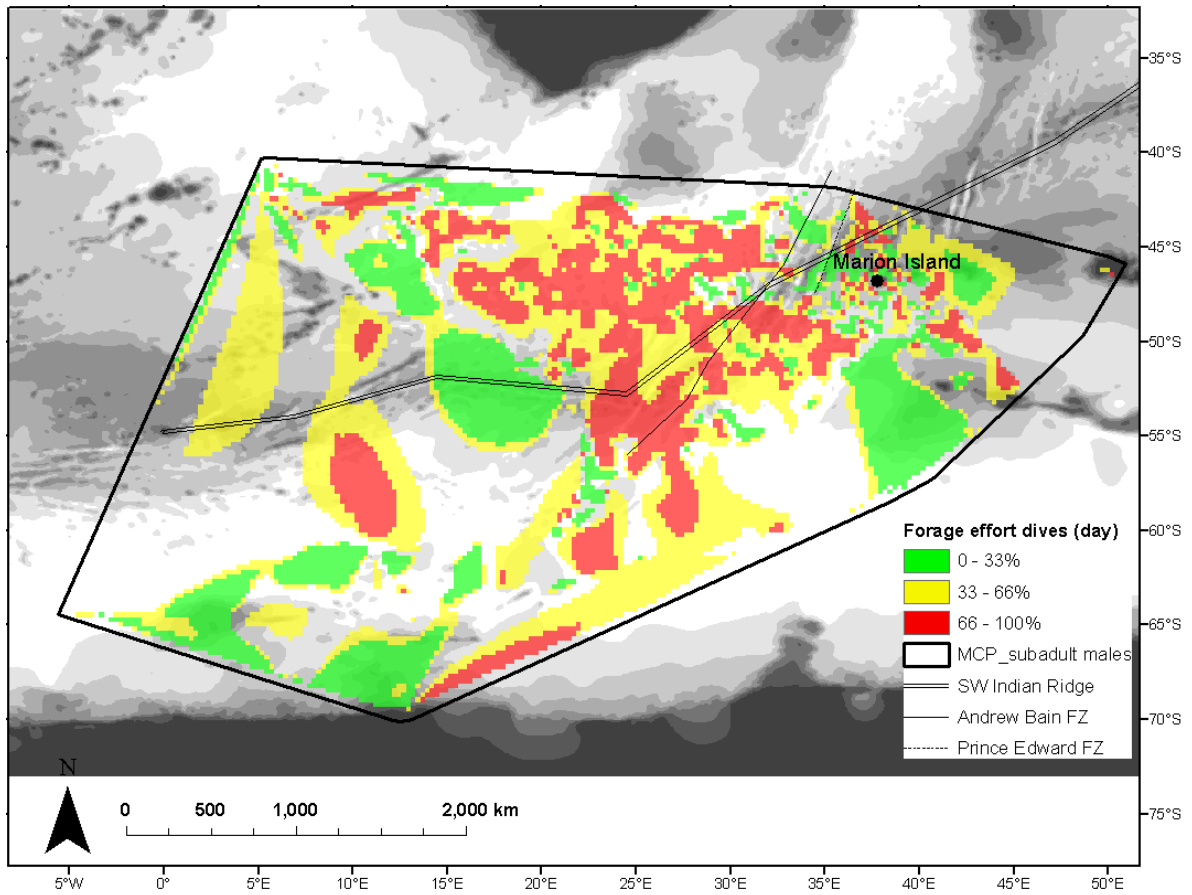 35°S
40°S
45°S
Marion Island
50°S
55°S
60°S
Forage effort dives (day)
0 - 33%
33 - 66%
66 - 100%
MCP_subadult males
SW Indian Ridge
Andrew Bain FZ
Prince Edward FZ
65°S
70°S
75°S
N
0 500 1,000 2,000 km
5°W 0° 5°E 10°E 15°E 20°E 25°E 30°E 35°E 40°E 45°E 50°E